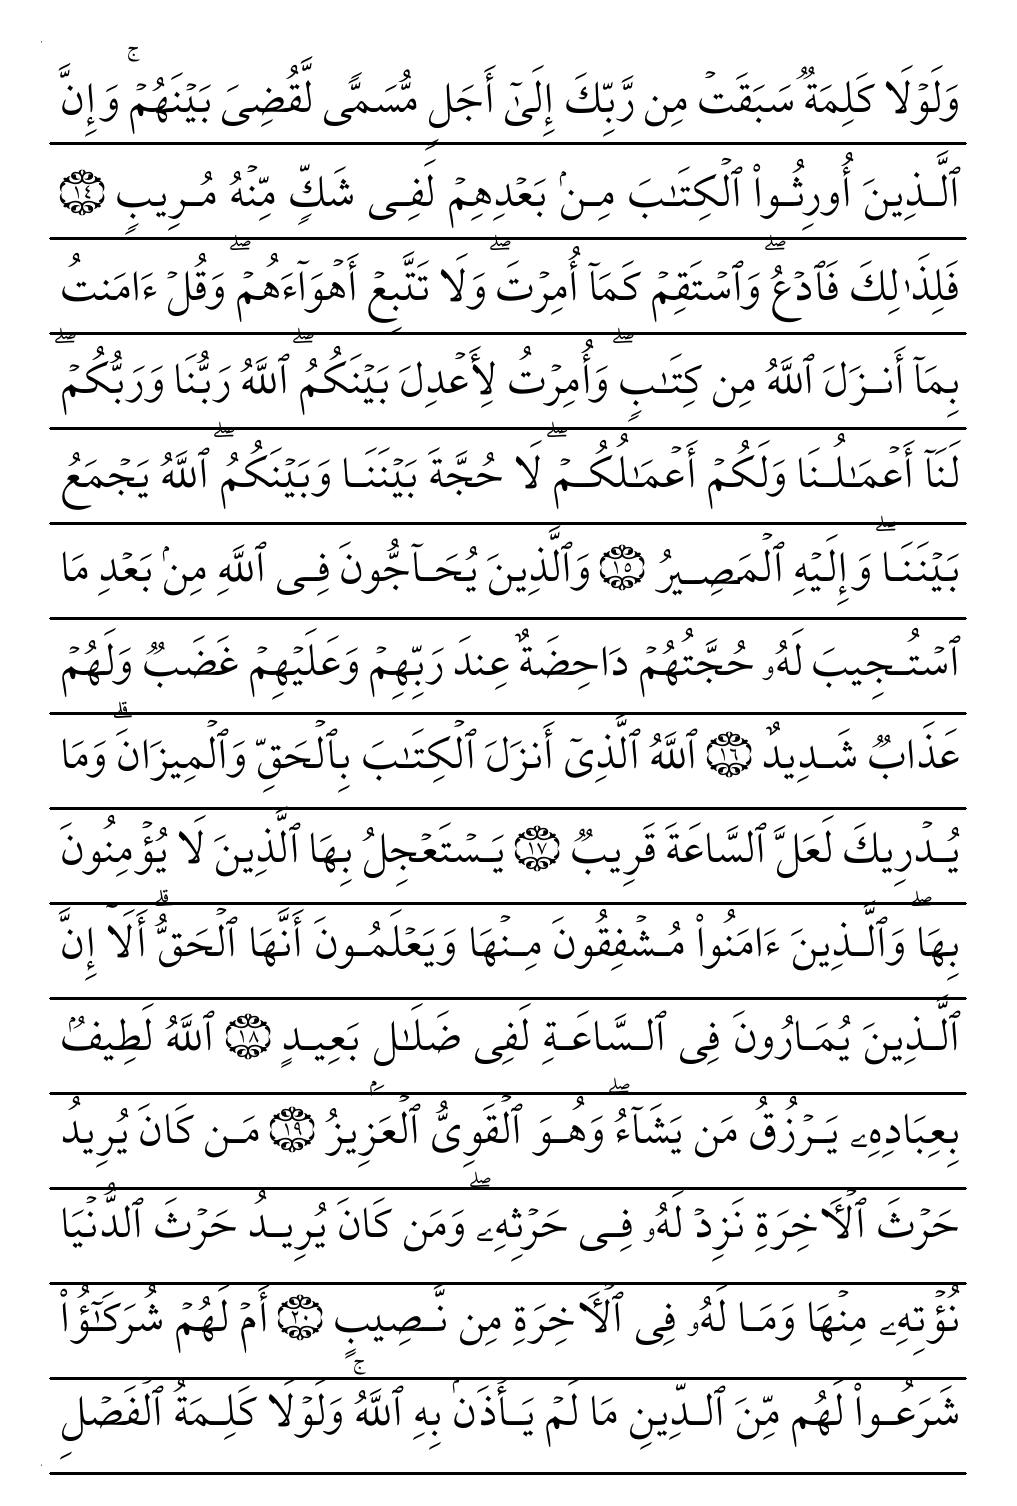 وَلَوۡلَا كَلِمَةٞ سَبَقَتۡ مِن رَّبِّكَ إِلَىٰٓ أَجَلٖ مُّسَمّٗى لَّقُضِىَ بَيۡنَهُمۡۚ وَإِنَّ
ٱلَّذِينَ أُورِثُواْ ٱلۡكِتَٰبَ مِنۢ بَعۡدِهِمۡ لَفِى شَكّٖ مِّنۡهُ مُرِيبٖ ١٤
فَلِذَٰلِكَ فَٱدۡعُۖ وَٱسۡتَقِمۡ كَمَآ أُمِرۡتَۖ وَلَا تَتَّبِعۡ أَهۡوَآءَهُمۡۖ وَقُلۡ ءَامَنتُ
بِمَآ أَنزَلَ ٱللَّهُ مِن كِتَٰبٖۖ وَأُمِرۡتُ لِأَعۡدِلَ بَيۡنَكُمُۖ ٱللَّهُ رَبُّنَا وَرَبُّكُمۡۖ
لَنَآ أَعۡمَٰلُنَا وَلَكُمۡ أَعۡمَٰلُكُمۡۖ لَا حُجَّةَ بَيۡنَنَا وَبَيۡنَكُمُۖ ٱللَّهُ يَجۡمَعُ
بَيۡنَنَاۖ وَإِلَيۡهِ ٱلۡمَصِيرُ ١٥ وَٱلَّذِينَ يُحَآجُّونَ فِى ٱللَّهِ مِنۢ بَعۡدِ مَا
ٱسۡتُجِيبَ لَهُۥ حُجَّتُهُمۡ دَاحِضَةٌ عِندَ رَبِّهِمۡ وَعَلَيۡهِمۡ غَضَبٞ وَلَهُمۡ
عَذَابٞ شَدِيدٌ ١٦ ٱللَّهُ ٱلَّذِىٓ أَنزَلَ ٱلۡكِتَٰبَ بِٱلۡحَقِّ وَٱلۡمِيزَانَۗ وَمَا
يُدۡرِيكَ لَعَلَّ ٱلسَّاعَةَ قَرِيبٞ ١٧ يَسۡتَعۡجِلُ بِهَا ٱلَّذِينَ لَا يُؤۡمِنُونَ
بِهَاۖ وَٱلَّذِينَ ءَامَنُواْ مُشۡفِقُونَ مِنۡهَا وَيَعۡلَمُونَ أَنَّهَا ٱلۡحَقُّۗ أَلَآ إِنَّ
ٱلَّذِينَ يُمَارُونَ فِى ٱلسَّاعَةِ لَفِى ضَلَٰلِۭ بَعِيدٍ ١٨ ٱللَّهُ لَطِيفُۢ
بِعِبَادِهِۦ يَرۡزُقُ مَن يَشَآءُۖ وَهُوَ ٱلۡقَوِىُّ ٱلۡعَزِيزُ ١٩ مَن كَانَ يُرِيدُ
حَرۡثَ ٱلۡأٓخِرَةِ نَزِدۡ لَهُۥ فِى حَرۡثِهِۦۖ وَمَن كَانَ يُرِيدُ حَرۡثَ ٱلدُّنۡيَا
نُؤۡتِهِۦ مِنۡهَا وَمَا لَهُۥ فِى ٱلۡأٓخِرَةِ مِن نَّصِيبٍ ٢٠ أَمۡ لَهُمۡ شُرَكَٰٓؤُاْ
شَرَعُواْ لَهُم مِّنَ ٱلدِّينِ مَا لَمۡ يَأۡذَنۢ بِهِ ٱللَّهُۚ وَلَوۡلَا كَلِمَةُ ٱلۡفَصۡلِ